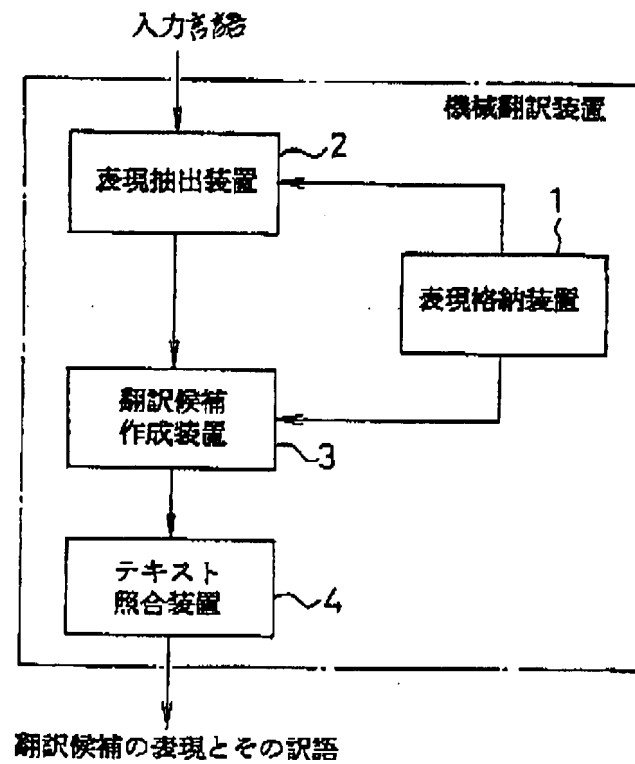 入力言語
機械翻訳装置
2
表現抽出装置
1
表現格納装置
翻訳候補
作成装置
3
テキスト
照合装置
4
翻訳候補の表現とその訳語